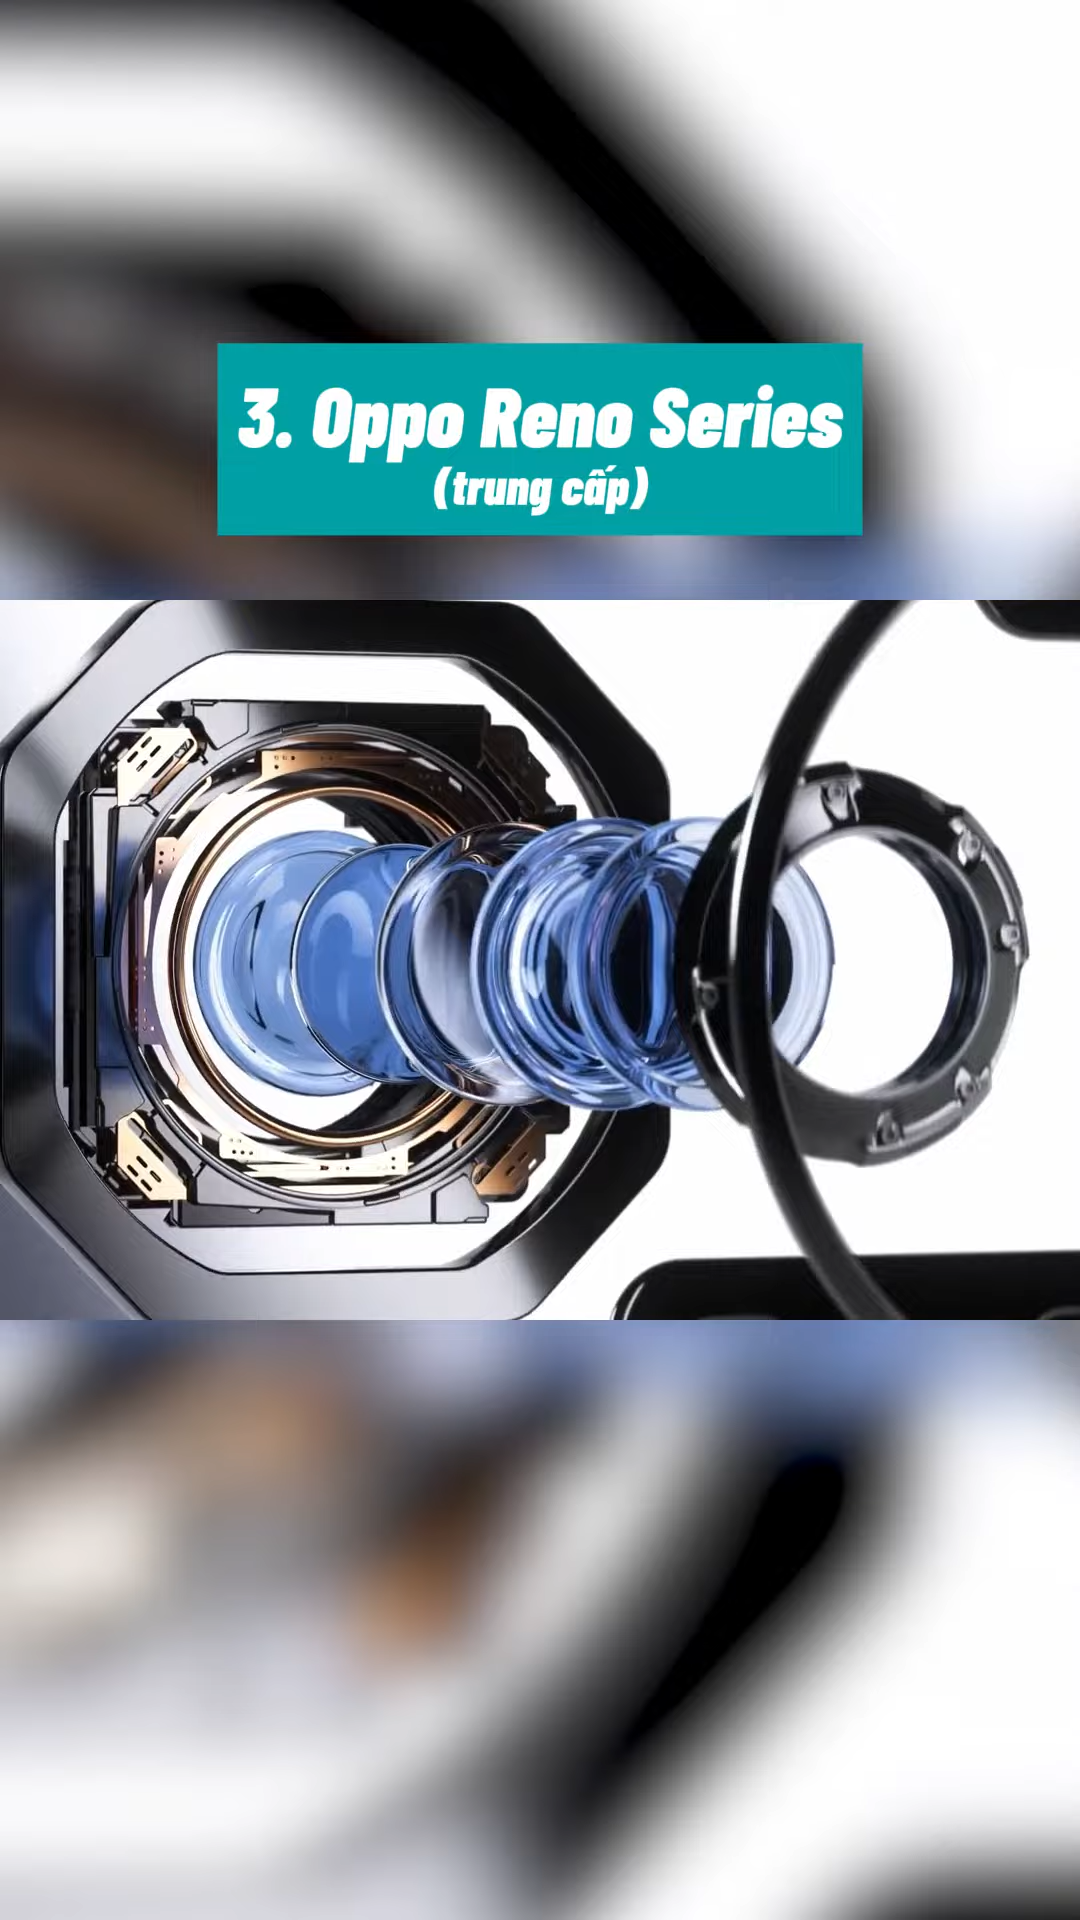 3. Oppo Reno Series
(trung cấp)